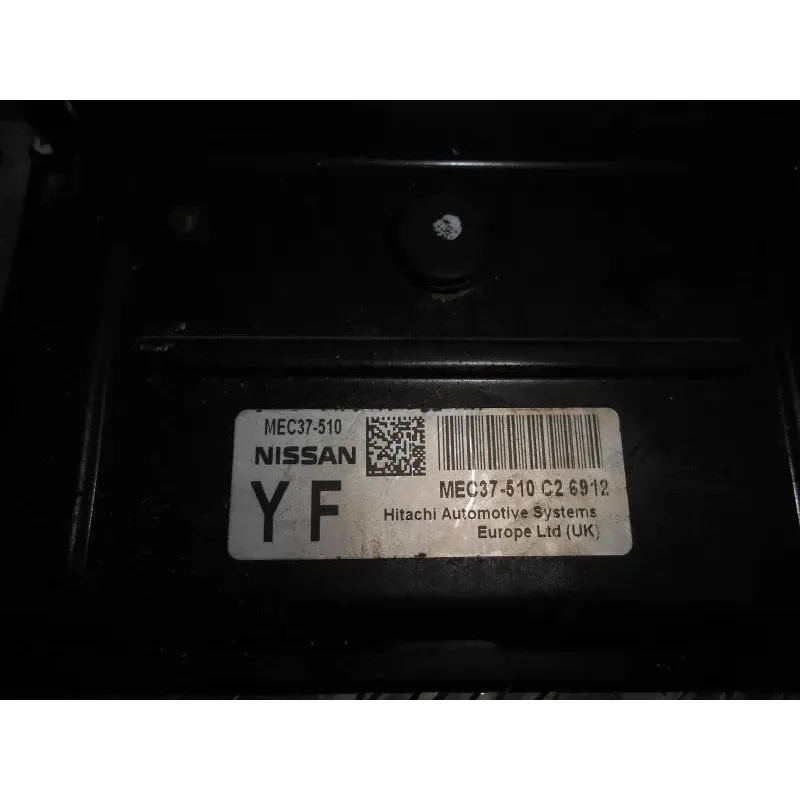 MEC37-510
NISSAN
YF
MEC37-510 C2 6912
Hitachi Automotive Systems
Europe Ltd (UK)